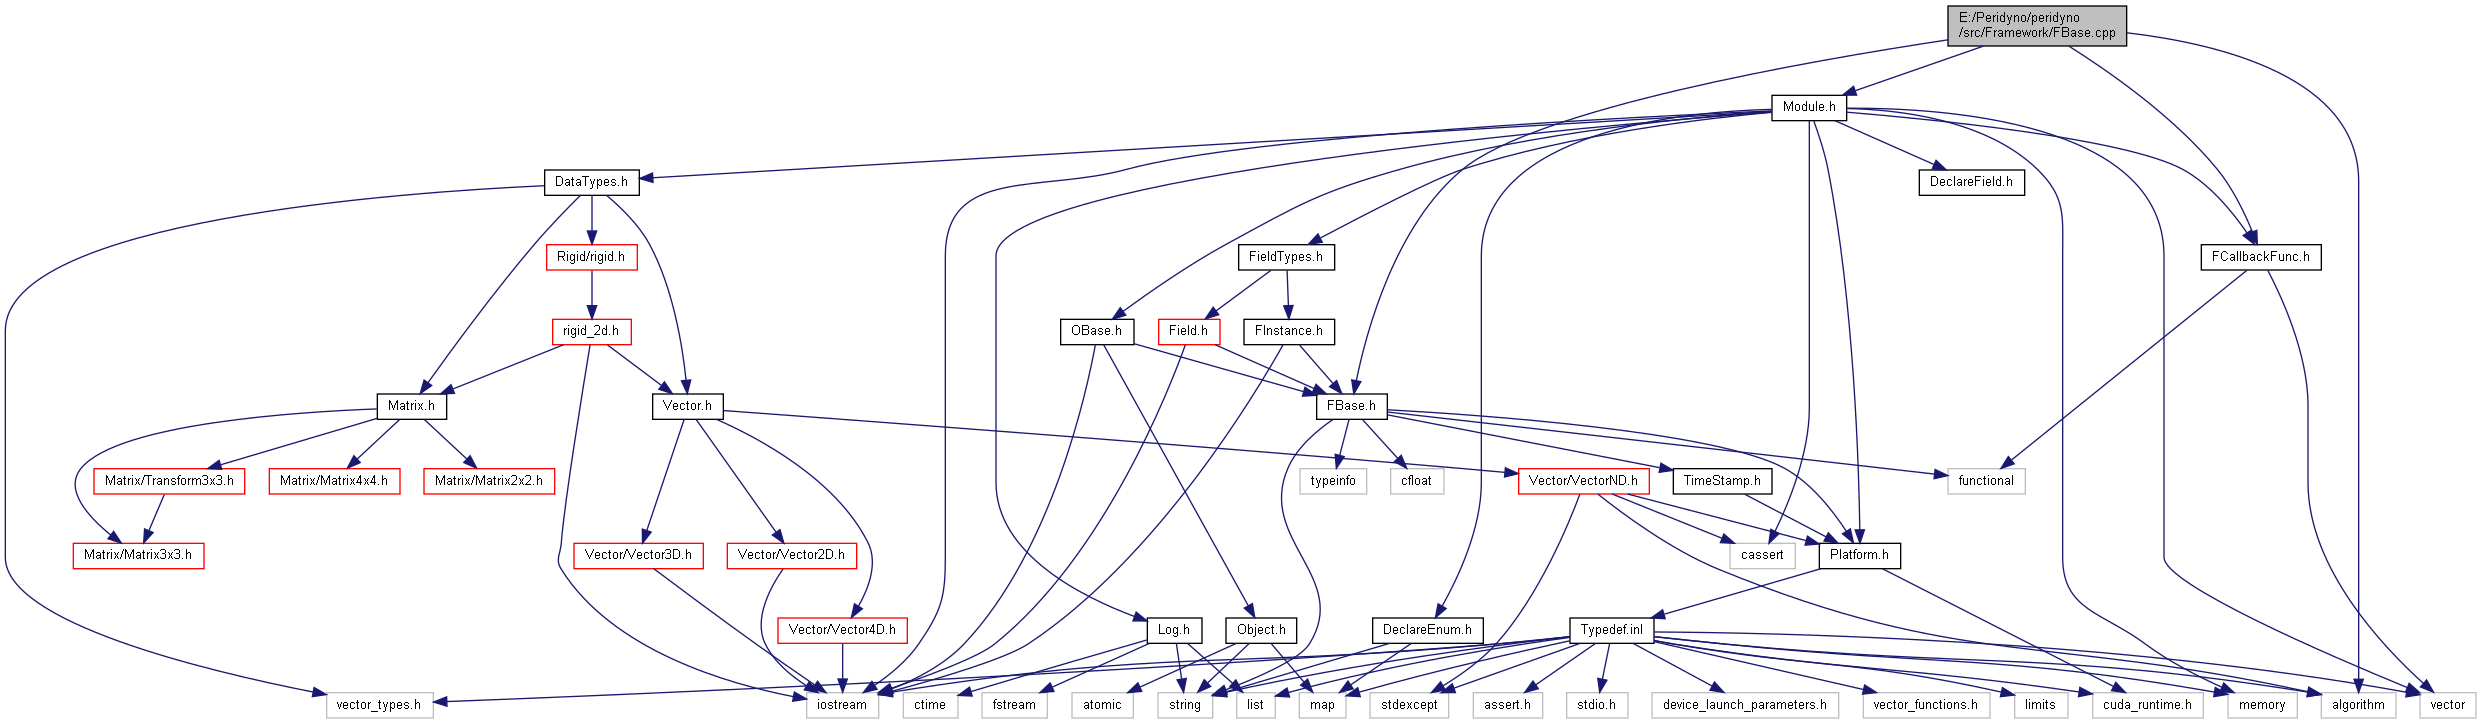 E:/Peridyno/peridyno
/src/Framework/FBase.cpp
Module.h
DataTypes.h
DeclareField.h
Rigid/rigid.h
FieldTypes.h
FCallbackFunc.h
rigid_2d.h
OBase.h
Field.h
FInstance.h
Matrix.h
Vector.h
FBase.h
Matrix/Transform3x3.h
Matrix/Matrix4x4.h
Matrix/Matrix2x2.h
typeinfo
cfloat
Vector/VectorND.h
TimeStamp.h
functional
Matrix/Matrix3x3.h
Vector/Vector3D.h
Vector/Vector2D.h
cassert
Platform.h
Vector/Vector4D.h
Log.h
Object.h
DeclareEnum.h
Typedef.inl
vector_types.h
iostream
ctime
fstream
atomic
string
list
map
stdexcept
assert.h
stdio.h
device_launch_parameters.h
vector_functions.h
limits
cuda_runtime.h
memory
algorithm
vector